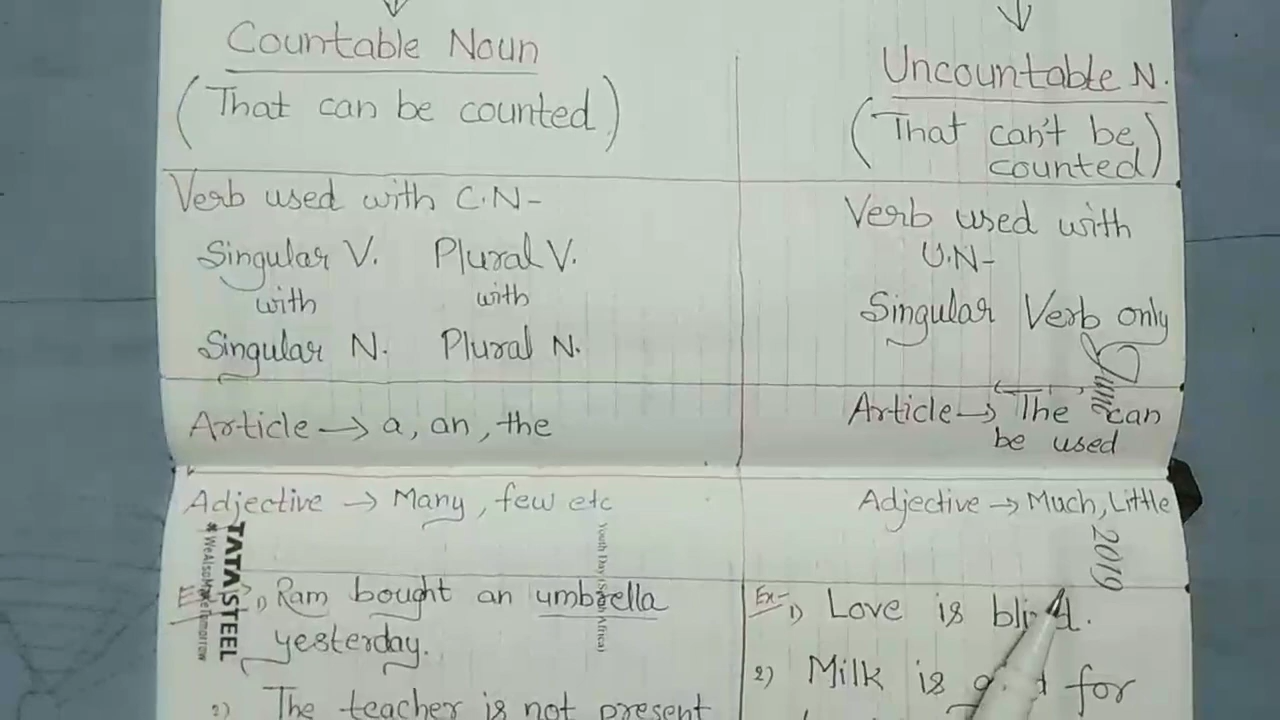 Countable Noun
(That can be counted)
Verb used with C.N-
Singular V. Plural V.
with with
Singular N. Plural N.
Article → a, an, the
Adjective → Many, few etc
Ex- 1) Ram bought an umbrella
yesterday.
2) The teacher is not present
Uncountable N.
(That can't be
counted)
Verb used with
U.N-
Singular Verb only
Article → The can
be used
Adjective → Much, Little
Ex- 1) Love is blind.
2) Milk is good for
TATA STEEL
#WeAlsoMakeTomorrow
June
2019